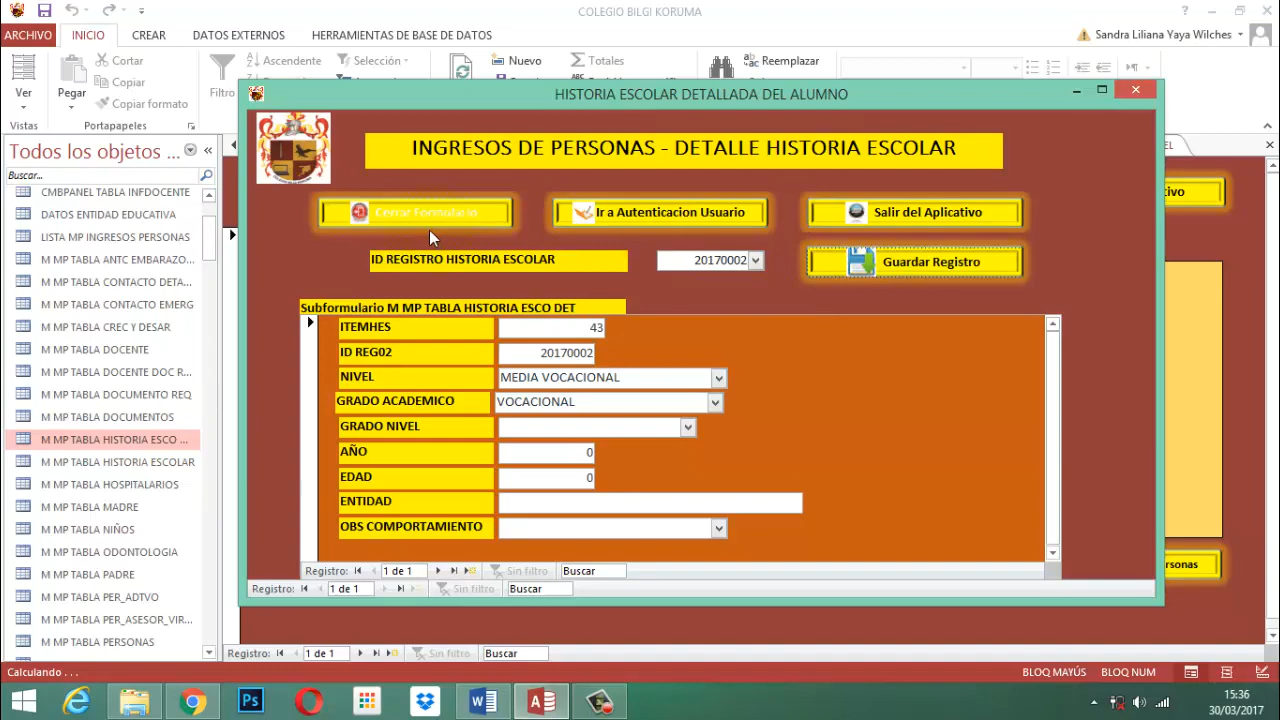 COLEGIO BILGI KORUMA
ARCHIVO INICIO CREAR DATOS EXTERNOS HERRAMIENTAS DE BASE DE DATOS Sandra Liliana Yaya Wilches
Ver
Vistas
Pegar
Cortar
Copiar
Copiar formato
Portapapeles
Filtro
Ascendente
Selección
Nuevo
Totales
Reemplazar
Todos los objetos ...
Buscar...
CMBPANEL TABLA INFDOCENTE
DATOS ENTIDAD EDUCATIVA
LISTA MP INGRESOS PERSONAS
M MP TABLA ANTC EMBARAZO...
M MP TABLA CONTACTO DETA...
M MP TABLA CONTACTO EMERG
M MP TABLA CREC Y DESAR
M MP TABLA DOCENTE
M MP TABLA DOCENTE DOC R...
M MP TABLA DOCUMENTO REQ
M MP TABLA DOCUMENTOS
M MP TABLA HISTORIA ESCO ...
M MP TABLA HISTORIA ESCOLAR
M MP TABLA HOSPITALARIOS
M MP TABLA MADRE
M MP TABLA NIÑOS
M MP TABLA ODONTOLOGIA
M MP TABLA PADRE
M MP TABLA PER_ADTVO
M MP TABLA PER_ASESOR_VIR...
M MP TABLA PERSONAS
HISTORIA ESCOLAR DETALLADA DEL ALUMNO
INGRESOS DE PERSONAS - DETALLE HISTORIA ESCOLAR
Cerrar Formulario
Ir a Autenticacion Usuario
Salir del Aplicativo
ID REGISTRO HISTORIA ESCOLAR 20170002
Guardar Registro
Subformulario M MP TABLA HISTORIA ESCO DET
ITEMHES 43
ID REG02 20170002
NIVEL MEDIA VOCACIONAL
GRADO ACADEMICO VOCACIONAL
GRADO NIVEL
AÑO 0
EDAD 0
ENTIDAD
OBS COMPORTAMIENTO
Registro: 1 de 1 Sin filtro Buscar
Registro: 1 de 1 Sin filtro Buscar
Registro: 1 de 1 Sin filtro Buscar
Calculando . . . BLOQ MAYÚS BLOQ NUM
Ps
15:36
30/03/2017